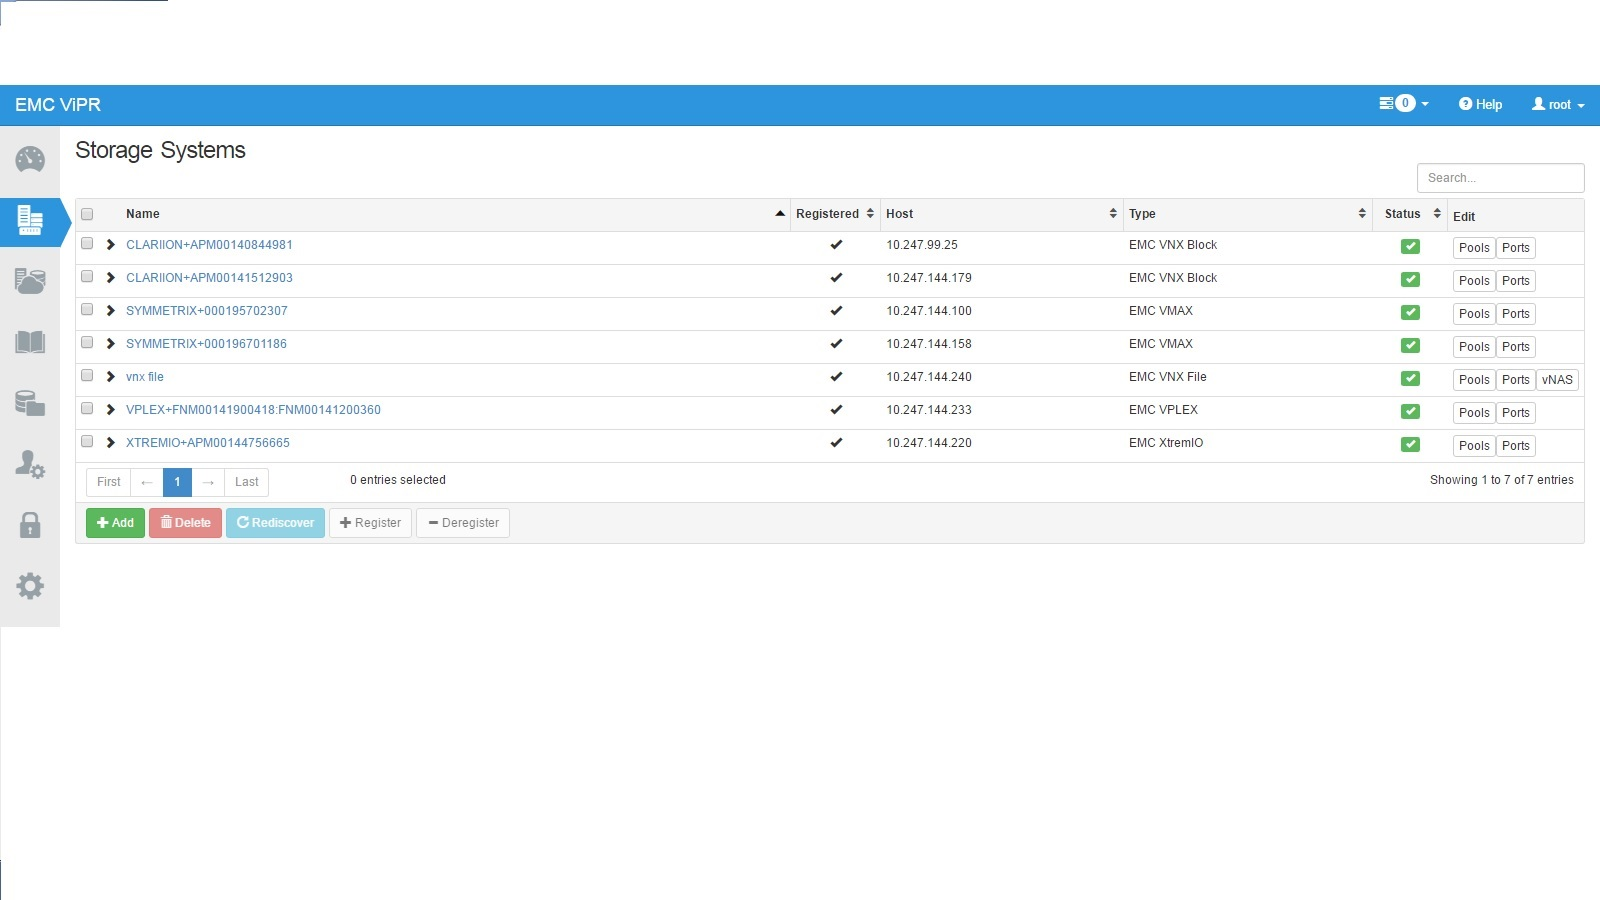 EMC ViPR 0 Help root
Storage Systems
Search...
Name Registered Host Type Status Edit
CLARIION+APM00140844981 10.247.99.25 EMC VNX Block Pools Ports
CLARIION+APM00141512903 10.247.144.179 EMC VNX Block Pools Ports
SYMMETRIX+000195702307 10.247.144.100 EMC VMAX Pools Ports
SYMMETRIX+000196701186 10.247.144.158 EMC VMAX Pools Ports
vnx file 10.247.144.240 EMC VNX File Pools Ports vNAS
VPLEX+FNM00141900418:FNM00141200360 10.247.144.233 EMC VPLEX Pools Ports
XTREMIO+APM00144756665 10.247.144.220 EMC XtremIO Pools Ports
First ← 1 → Last 0 entries selected Showing 1 to 7 of 7 entries
Add Delete Rediscover Register Deregister